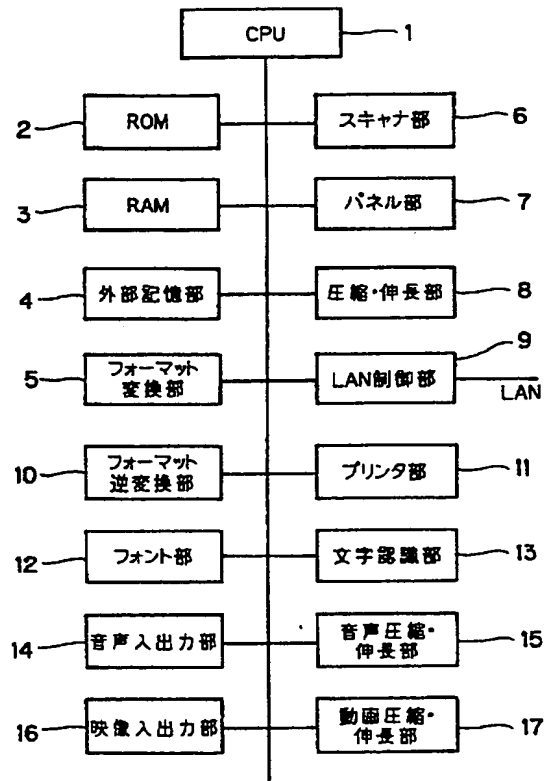 CPU
1
2
ROM
スキャナ部
6
3
RAM
パネル部
7
4
外部記憶部
圧縮・伸長部
8
5
フォーマット
変換部
LAN制御部
9
LAN
10
フォーマット
逆変換部
プリンタ部
11
12
フォント部
文字認識部
13
14
音声入出力部
音声圧縮・
伸長部
15
16
映像入出力部
動画圧縮・
伸長部
17